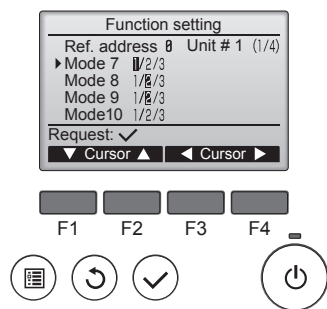 Function setting
Ref. address 0 Unit # 1 (1/4)
Mode 7 1/2/3
Mode 8 1/2/3
Mode 9 1/2/3
Mode10 1/2/3
Request: ✓
▼ Cursor ▲ ◀ Cursor ▶
F1 F2 F3 F4